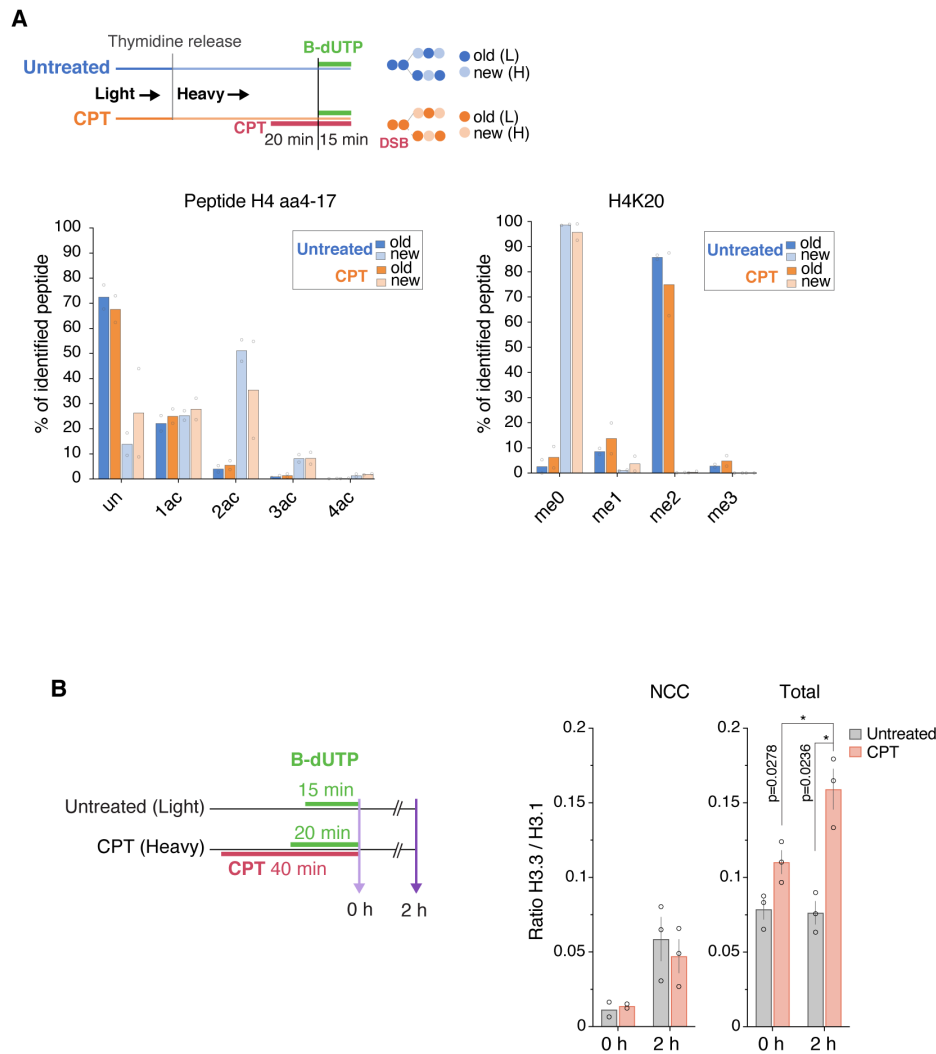 A
Thymidine release
B-dUTP
Untreated
Light
Heavy
CPT
CPT
20 min
15 min
old (L)
new (H)
old (L)
new (H)
DSB
Peptide H4 aa4-17
% of identified peptide
100
90
80
70
60
50
40
30
20
10
0
un
1ac
2ac
3ac
4ac
Untreated
old
new
CPT
old
new
H4K20
% of identified peptide
100
90
80
70
60
50
40
30
20
10
0
me0
me1
me2
me3
Untreated
old
new
CPT
old
new
B
B-dUTP
15 min
Untreated (Light)
20 min
CPT (Heavy)
CPT 40 min
0 h
2 h
NCC
Ratio H3.3 / H3.1
0.2
0.15
0.1
0.05
0
0 h
2 h
Total
0.2
0.15
0.1
0.05
0
0 h
2 h
*
*
p=0.0278
p=0.0236
Untreated
CPT